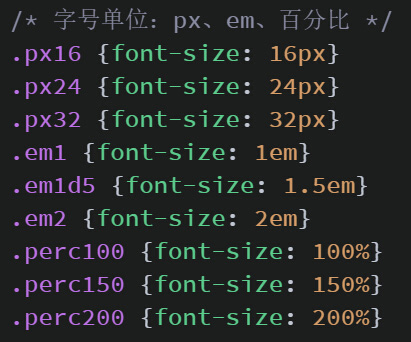 /* 字号单位：px、em、百分比 */
.px16 {font-size: 16px}
.px24 {font-size: 24px}
.px32 {font-size: 32px}
.em1 {font-size: 1em}
.em1d5 {font-size: 1.5em}
.em2 {font-size: 2em}
.perc100 {font-size: 100%}
.perc150 {font-size: 150%}
.perc200 {font-size: 200%}